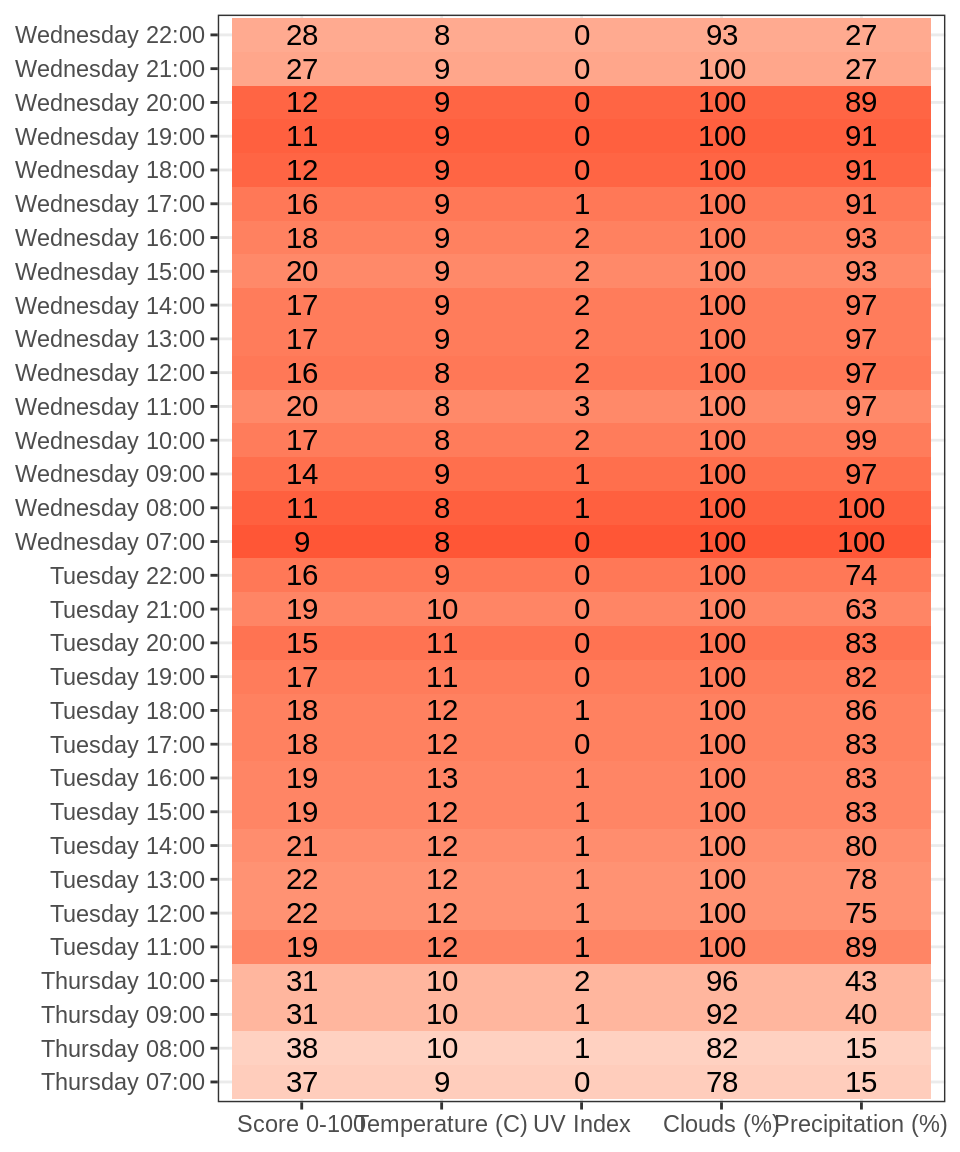 Wednesday 22:00 28 8 0 93 27
Wednesday 21:00 27 9 0 100 27
Wednesday 20:00 12 9 0 100 89
Wednesday 19:00 11 9 0 100 91
Wednesday 18:00 12 9 0 100 91
Wednesday 17:00 16 9 1 100 91
Wednesday 16:00 18 9 2 100 93
Wednesday 15:00 20 9 2 100 93
Wednesday 14:00 17 9 2 100 97
Wednesday 13:00 17 9 2 100 97
Wednesday 12:00 16 8 2 100 97
Wednesday 11:00 20 8 3 100 97
Wednesday 10:00 17 8 2 100 99
Wednesday 09:00 14 9 1 100 97
Wednesday 08:00 11 8 1 100 100
Wednesday 07:00 9 8 0 100 100
Tuesday 22:00 16 9 0 100 74
Tuesday 21:00 19 10 0 100 63
Tuesday 20:00 15 11 0 100 83
Tuesday 19:00 17 11 0 100 82
Tuesday 18:00 18 12 1 100 86
Tuesday 17:00 18 12 0 100 83
Tuesday 16:00 19 13 1 100 83
Tuesday 15:00 19 12 1 100 83
Tuesday 14:00 21 12 1 100 80
Tuesday 13:00 22 12 1 100 78
Tuesday 12:00 22 12 1 100 75
Tuesday 11:00 19 12 1 100 89
Thursday 10:00 31 10 2 96 43
Thursday 09:00 31 10 1 92 40
Thursday 08:00 38 10 1 82 15
Thursday 07:00 37 9 0 78 15
Score 0-100 Temperature (C) UV Index Clouds (%) Precipitation (%)